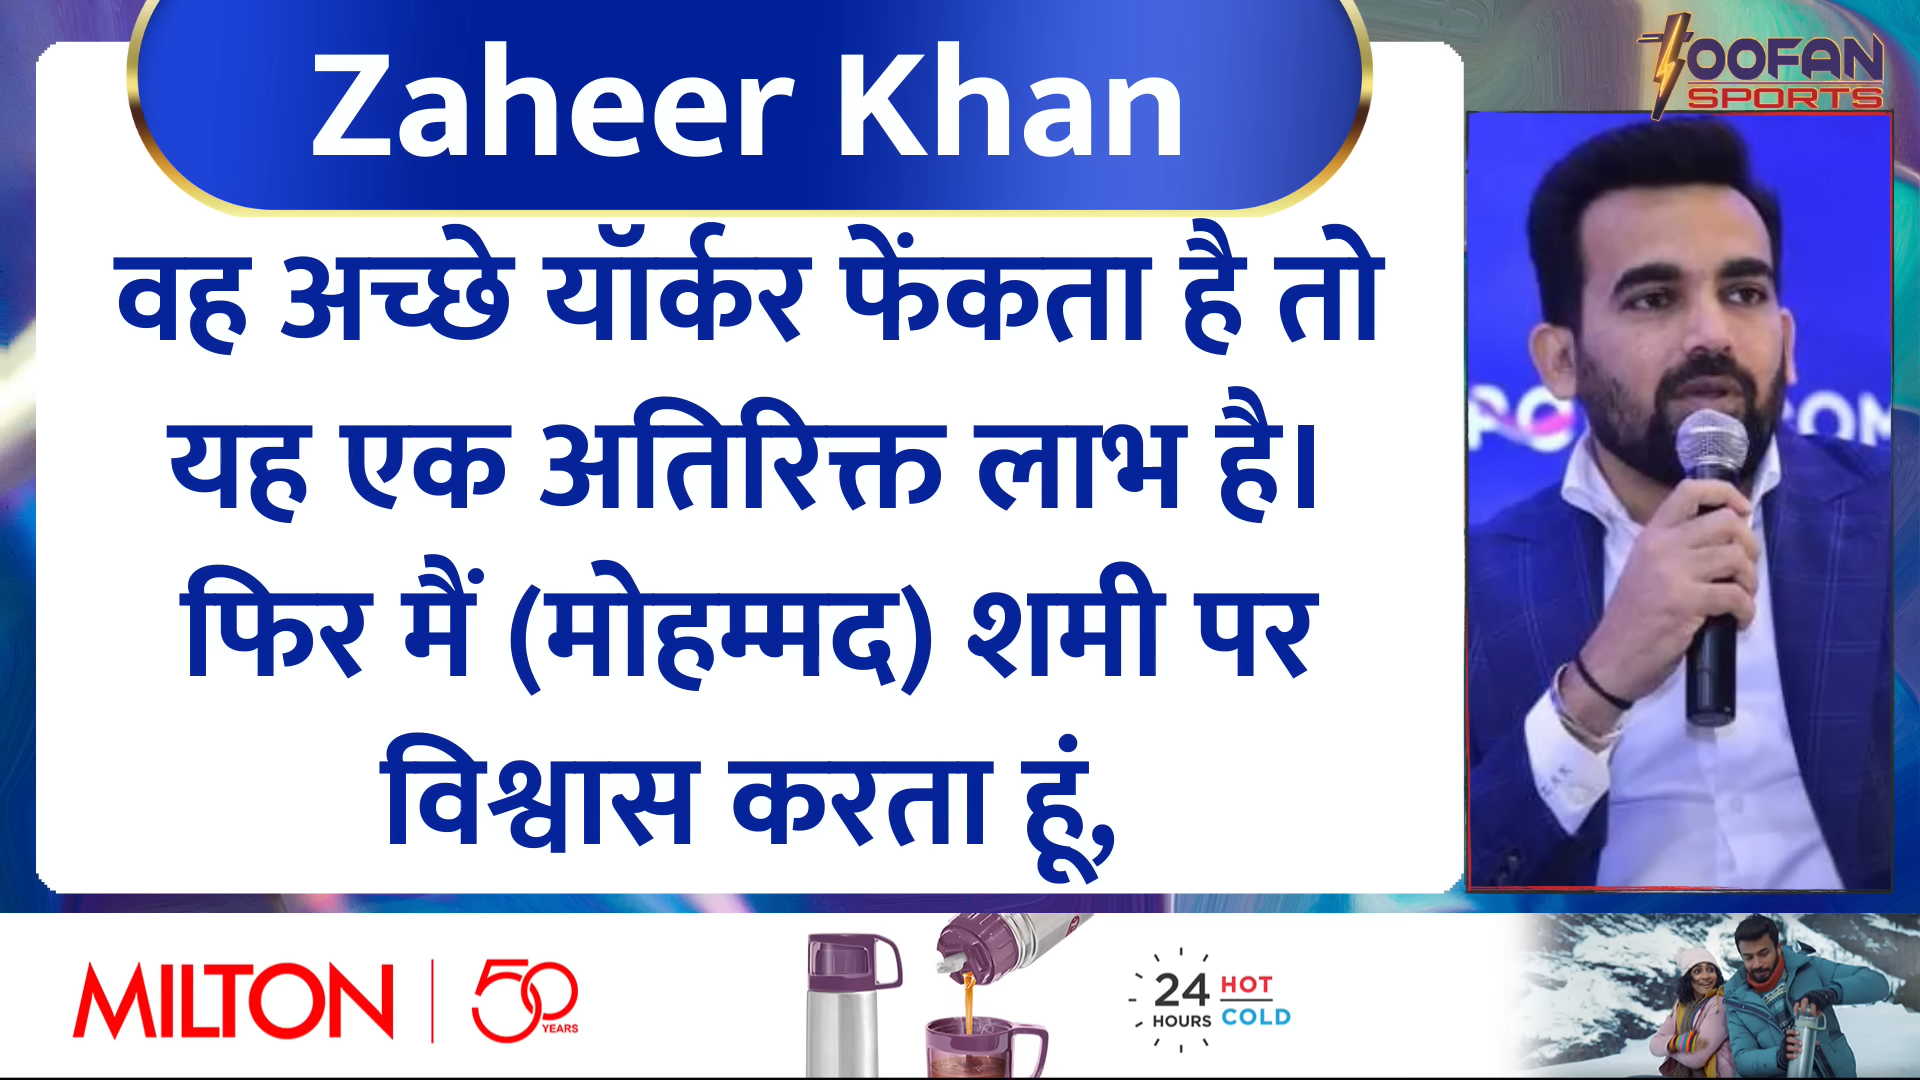 Zaheer Khan
TOOFAN
SPORTS
वह अच्छे यॉर्कर फेंकता है तो
यह एक अतिरिक्त लाभ है।
फिर मैं (मोहम्मद) शमी पर
विश्वास करता हूं,
MILTON
50
YEARS
24
HOURS
HOT
COLD